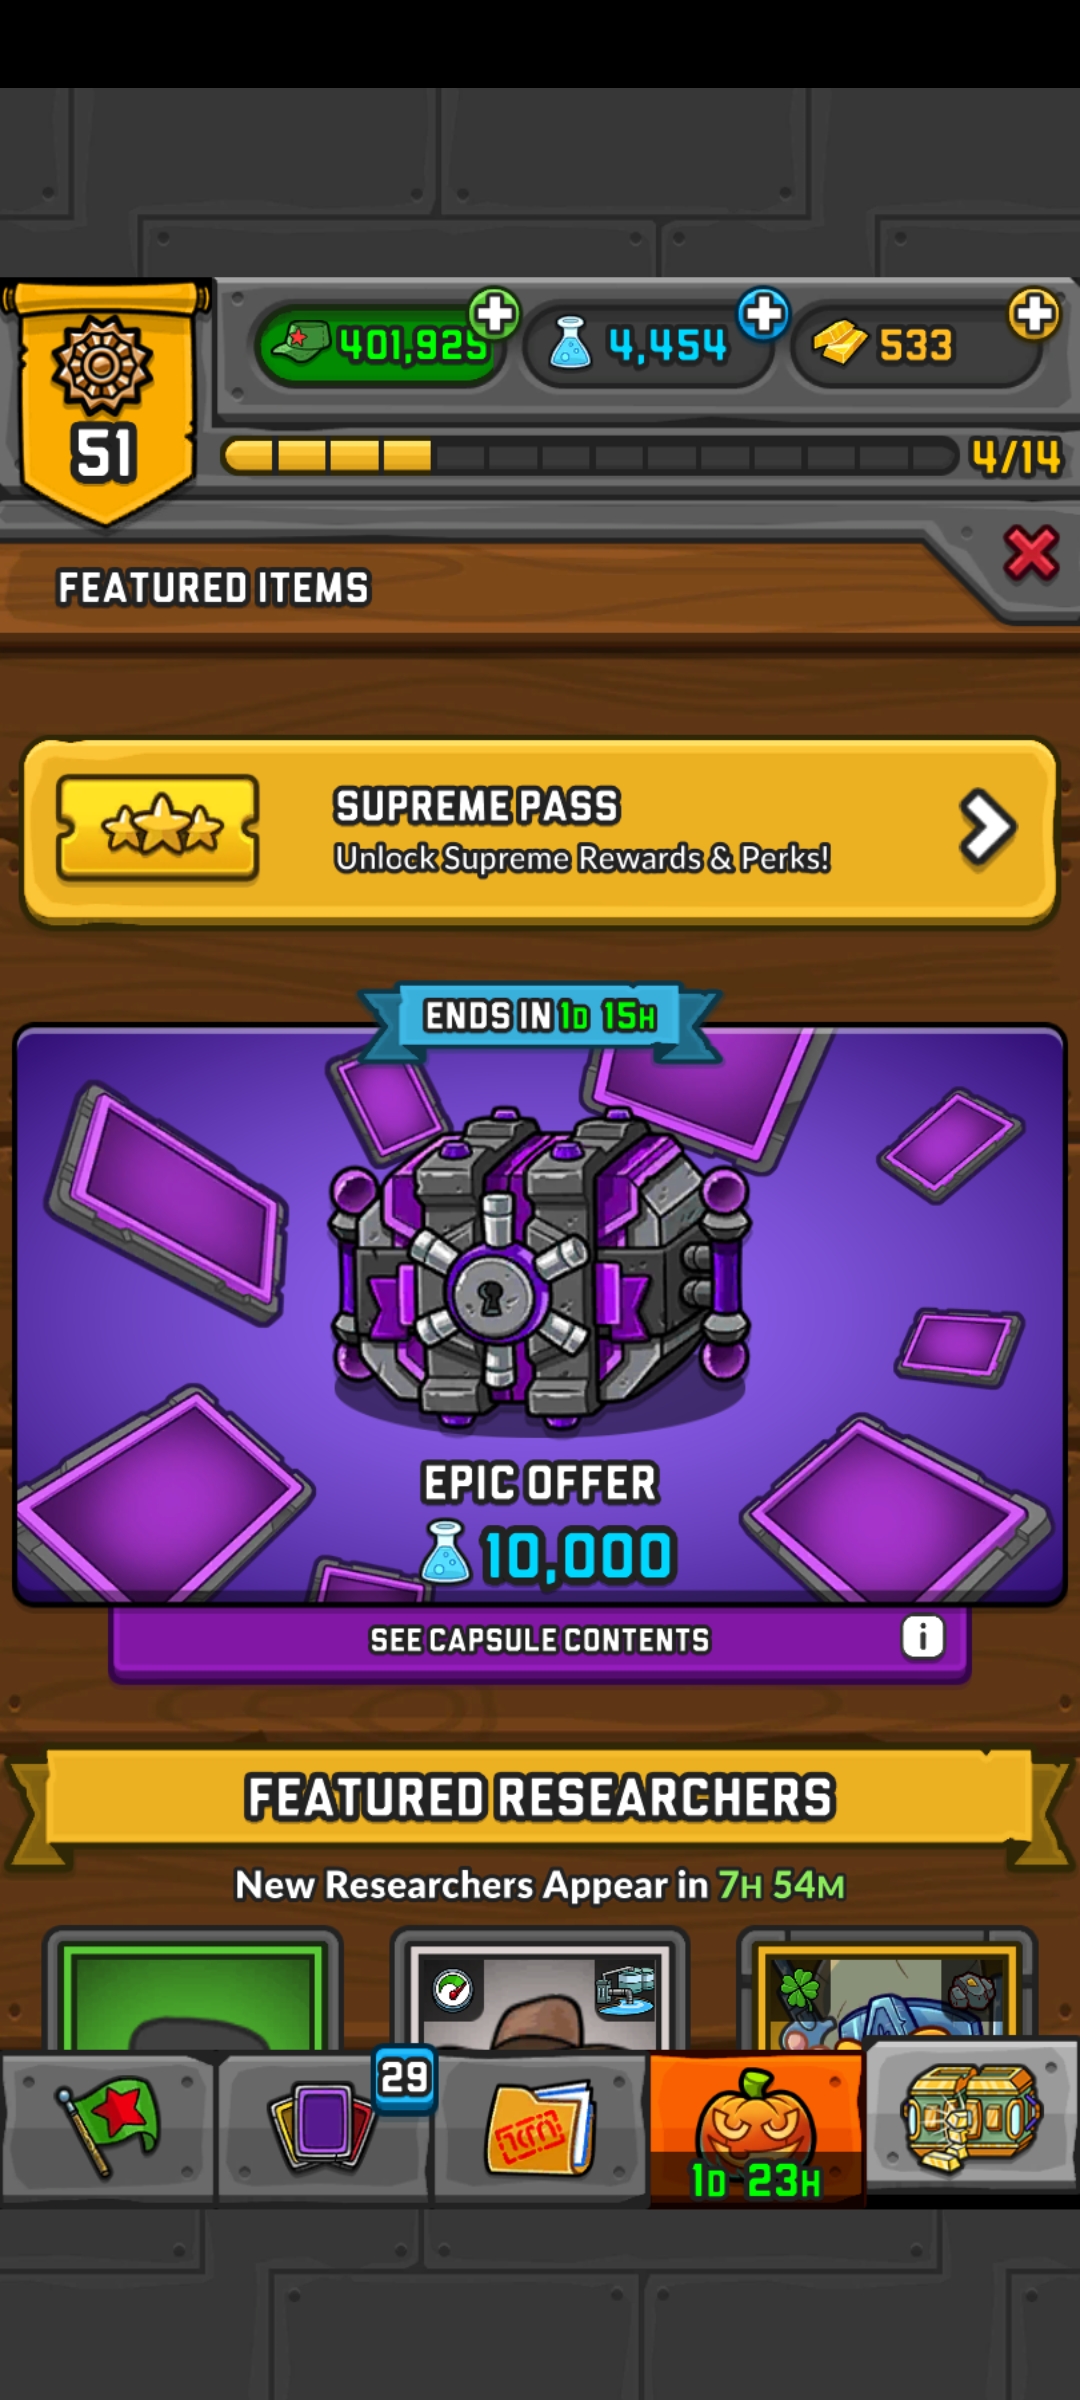 401,925
4,454
533
51
4/14
FEATURED ITEMS
SUPREME PASS
Unlock Supreme Rewards & Perks!
ENDS IN 1D 15H
EPIC OFFER
10,000
SEE CAPSULE CONTENTS
i
FEATURED RESEARCHERS
New Researchers Appear in 7H 54M
29
1D 23H